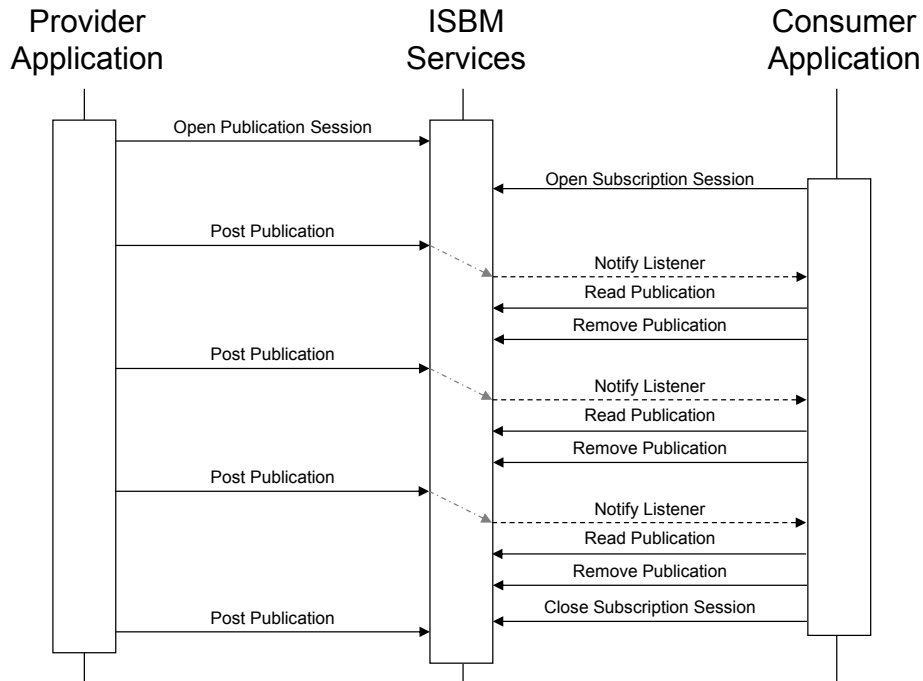 Provider
Application
ISBM
Services
Consumer
Application
Open Publication Session
Open Subscription Session
Post Publication
Notify Listener
Read Publication
Remove Publication
Post Publication
Notify Listener
Read Publication
Remove Publication
Post Publication
Notify Listener
Read Publication
Remove Publication
Close Subscription Session
Post Publication